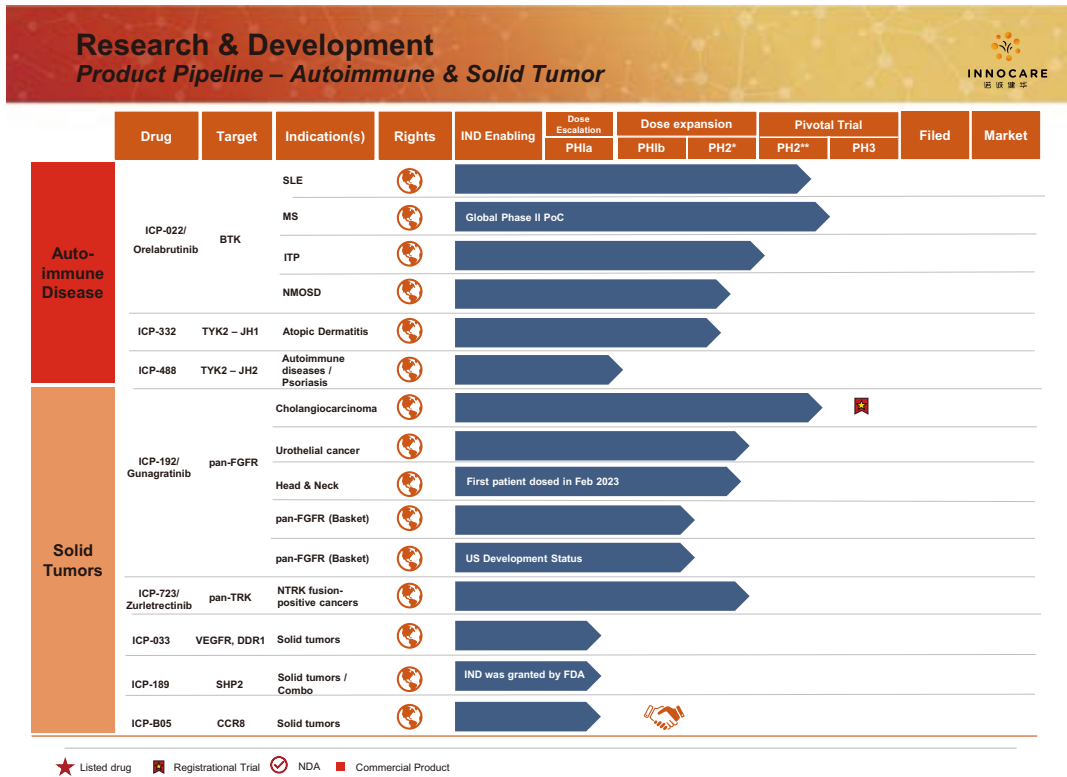 Research & Development
Product Pipeline – Autoimmune & Solid Tumor
INNOCARE
诺诚健华
Drug
Target
Indication(s)
Rights
IND Enabling
Dose
Escalation
PHIa
Dose expansion
PHIb
PH2*
Pivotal Trial
PH2**
PH3
Filed
Market
Auto-
immune
Disease
ICP-022/
Orelabrutinib
BTK
SLE
MS
Global Phase II PoC
ITP
NMOSD
ICP-332
TYK2 – JH1
Atopic Dermatitis
ICP-488
TYK2 – JH2
Autoimmune
diseases /
Psoriasis
Solid
Tumors
ICP-192/
Gunagratinib
pan-FGFR
Cholangiocarcinoma
Urothelial cancer
Head & Neck
First patient dosed in Feb 2023
pan-FGFR (Basket)
pan-FGFR (Basket)
US Development Status
ICP-723/
Zurletrectinib
pan-TRK
NTRK fusion-
positive cancers
ICP-033
VEGFR, DDR1
Solid tumors
ICP-189
SHP2
Solid tumors /
Combo
IND was granted by FDA
ICP-B05
CCR8
Solid tumors
Listed drug
Registrational Trial
NDA
Commercial Product